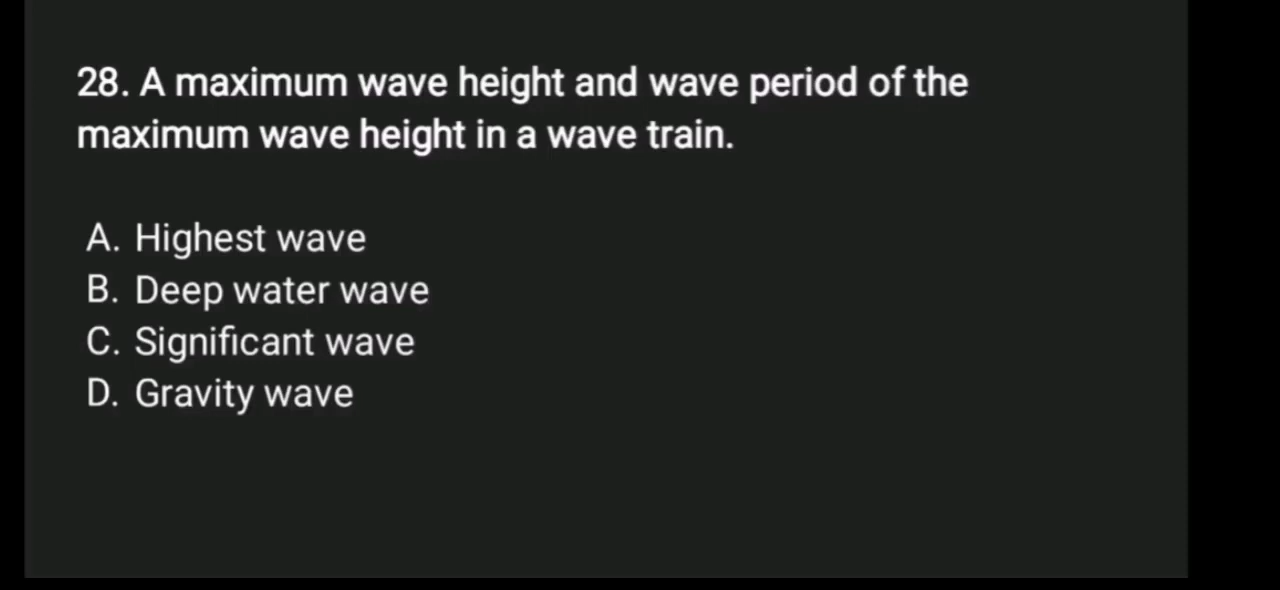 28. A maximum wave height and wave period of the
maximum wave height in a wave train.
A. Highest wave
B. Deep water wave
C. Significant wave
D. Gravity wave